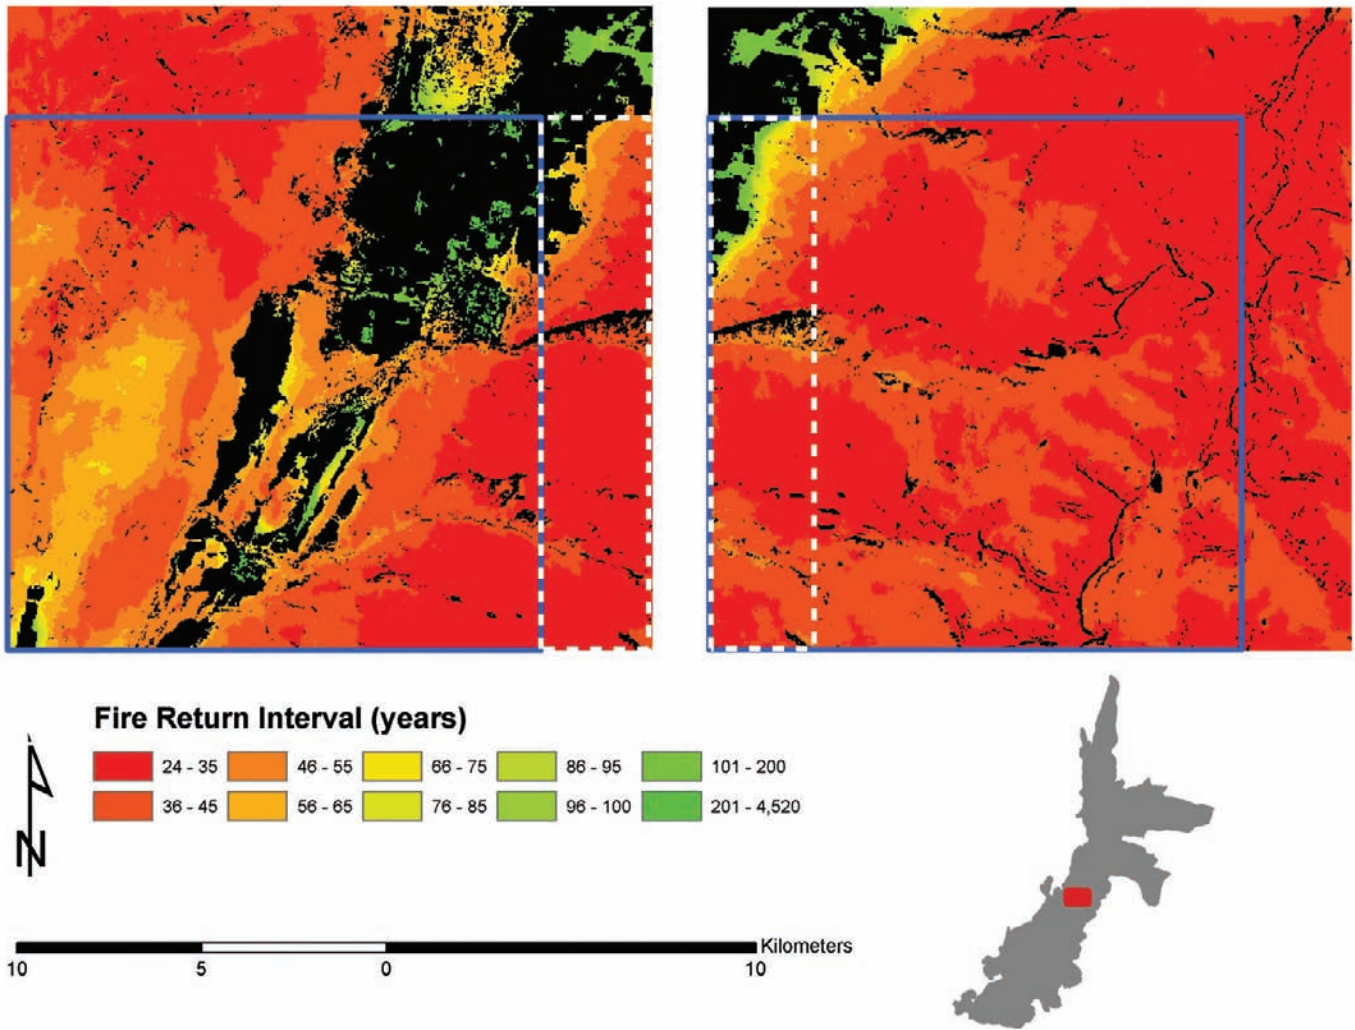 Fire Return Interval (years)
24 - 35 46 - 55 66 - 75 86 - 95 101 - 200
36 - 45 56 - 65 76 - 85 96 - 100 201 - 4,520
N
Kilometers
10 5 0 10